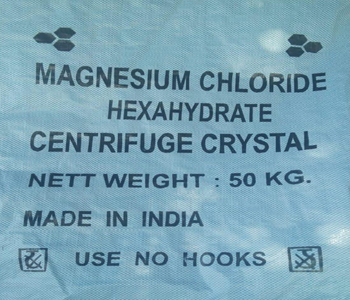 MAGNESIUM CHLORIDE
HEXAHYDRATE
CENTRIFUGE CRYSTAL
NETT WEIGHT : 50 KG.
MADE IN INDIA
USE NO HOOKS